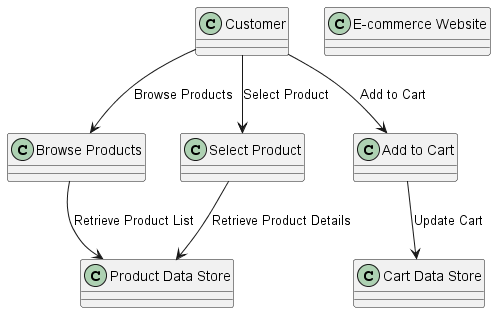 C Customer
C E-commerce Website
Browse Products
Select Product
Add to Cart
C Browse Products
C Select Product
C Add to Cart
Retrieve Product List
Retrieve Product Details
Update Cart
C Product Data Store
C Cart Data Store